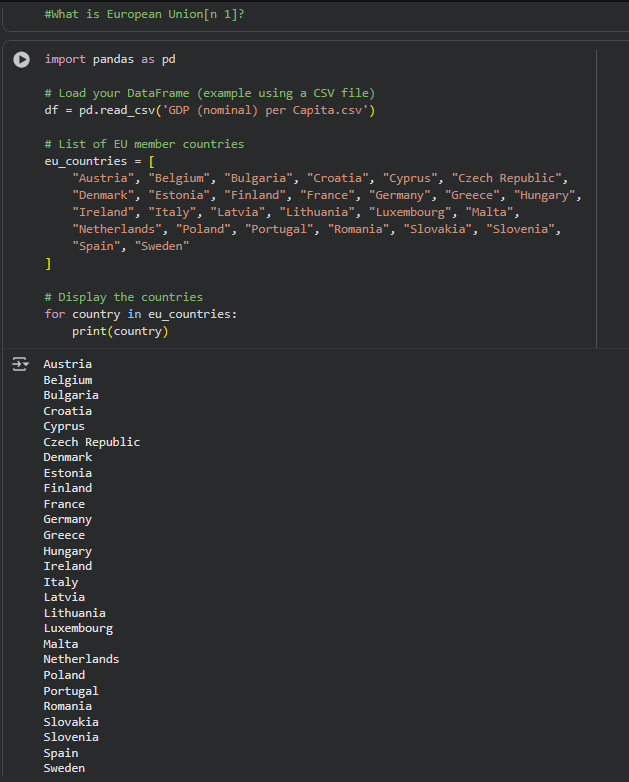 #What is European Union[n 1]?
import pandas as pd
# Load your DataFrame (example using a CSV file)
df = pd.read_csv('GDP (nominal) per Capita.csv')
# List of EU member countries
eu_countries = [
    "Austria", "Belgium", "Bulgaria", "Croatia", "Cyprus", "Czech Republic",
    "Denmark", "Estonia", "Finland", "France", "Germany", "Greece", "Hungary",
    "Ireland", "Italy", "Latvia", "Lithuania", "Luxembourg", "Malta",
    "Netherlands", "Poland", "Portugal", "Romania", "Slovakia", "Slovenia",
    "Spain", "Sweden"
]
# Display the countries
for country in eu_countries:
    print(country)
Austria
Belgium
Bulgaria
Croatia
Cyprus
Czech Republic
Denmark
Estonia
Finland
France
Germany
Greece
Hungary
Ireland
Italy
Latvia
Lithuania
Luxembourg
Malta
Netherlands
Poland
Portugal
Romania
Slovakia
Slovenia
Spain
Sweden